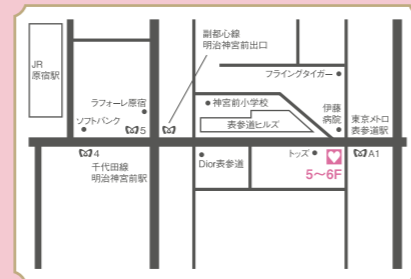 副都心線
明治神宮前出口
JR
原宿駅
フライングタイガー
ラフォーレ原宿
ソフトバンク
5
神宮前小学校
表参道ヒルズ
伊藤
病院
東京メトロ
表参道駅
4
千代田線
明治神宮前駅
Dior表参道
トッズ
5〜6F
A1